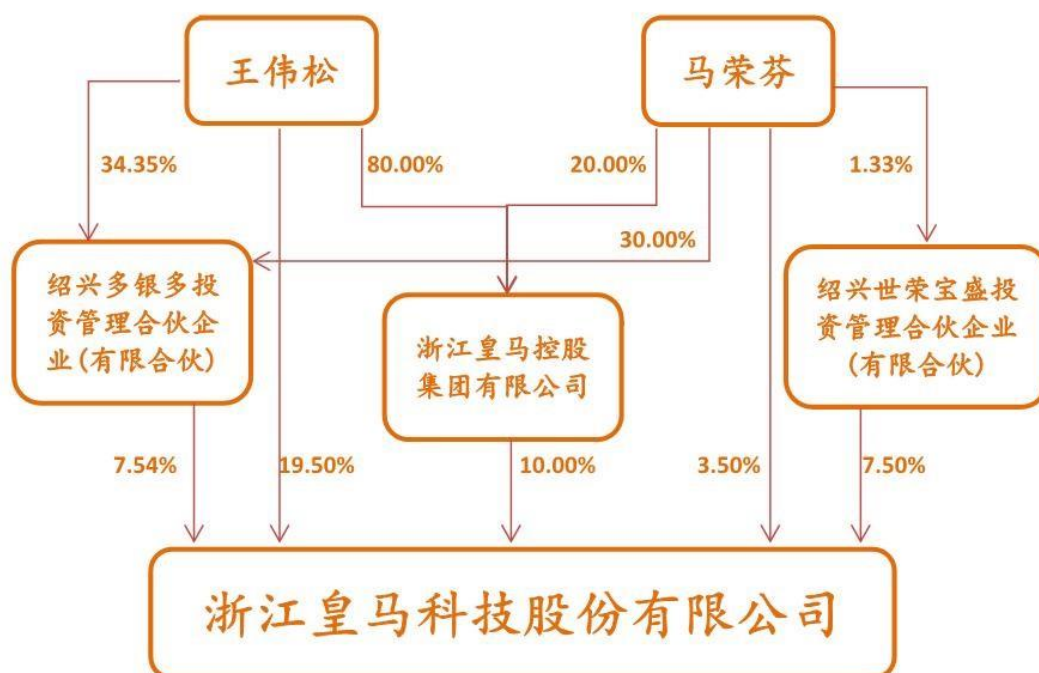 王伟松
马荣芬
34.35%
80.00%
20.00%
1.33%
30.00%
绍兴多银多投
资管理合伙企
业(有限合伙)
浙江皇马控股
集团有限公司
绍兴世荣宝盛投
资管理合伙企业
(有限合伙)
7.54%
19.50%
10.00%
3.50%
7.50%
浙江皇马科技股份有限公司